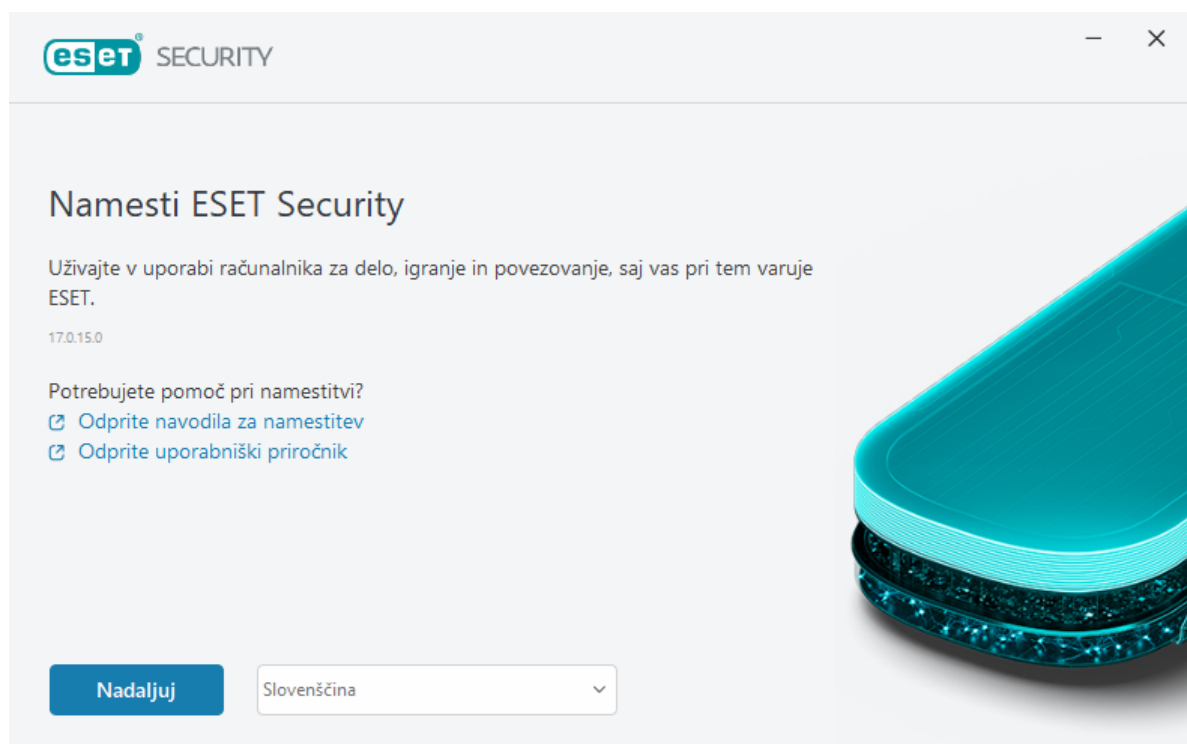 eset® SECURITY
Namesti ESET Security
Uživajte v uporabi računalnika za delo, igranje in povezovanje, saj vas pri tem varuje
ESET.
17.0.15.0
Potrebujete pomoč pri namestitvi?
Odprite navodila za namestitev
Odprite uporabniški priročnik
Nadaljuj
Slovenščina